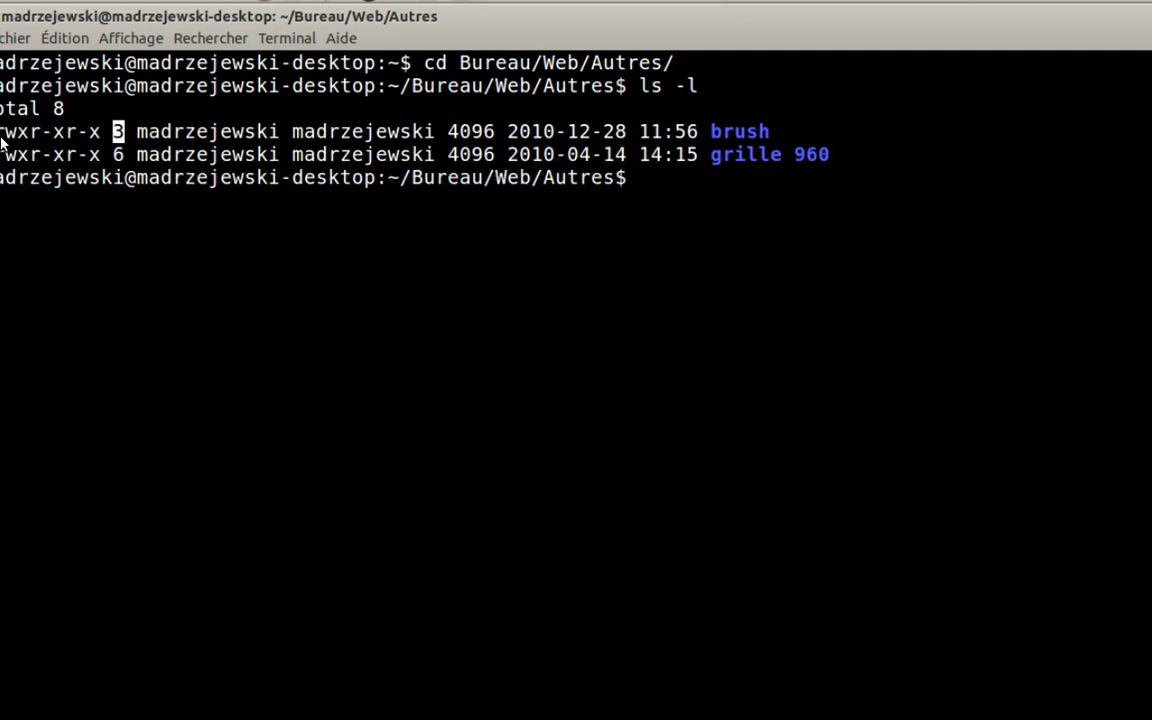 madrzejewski@madrzejewski-desktop: ~/Bureau/Web/Autres
chier Édition Affichage Rechercher Terminal Aide
adrzejewski@madrzejewski-desktop:~$ cd Bureau/Web/Autres/
adrzejewski@madrzejewski-desktop:~/Bureau/Web/Autres$ ls -l
otal 8
rwxr-xr-x 3 madrzejewski madrzejewski 4096 2010-12-28 11:56 brush
rwxr-xr-x 6 madrzejewski madrzejewski 4096 2010-04-14 14:15 grille 960
adrzejewski@madrzejewski-desktop:~/Bureau/Web/Autres$